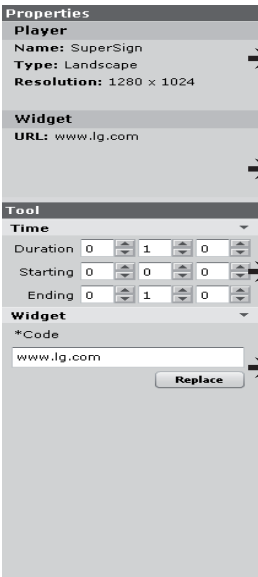 Properties
Player
Name: SuperSign
Type: Landscape
Resolution: 1280 x 1024
Widget
URL: www.lg.com
Tool
Time
Duration 0 1 0
Starting 0 0 0
Ending 0 1 0
Widget
*Code
www.lg.com
Replace